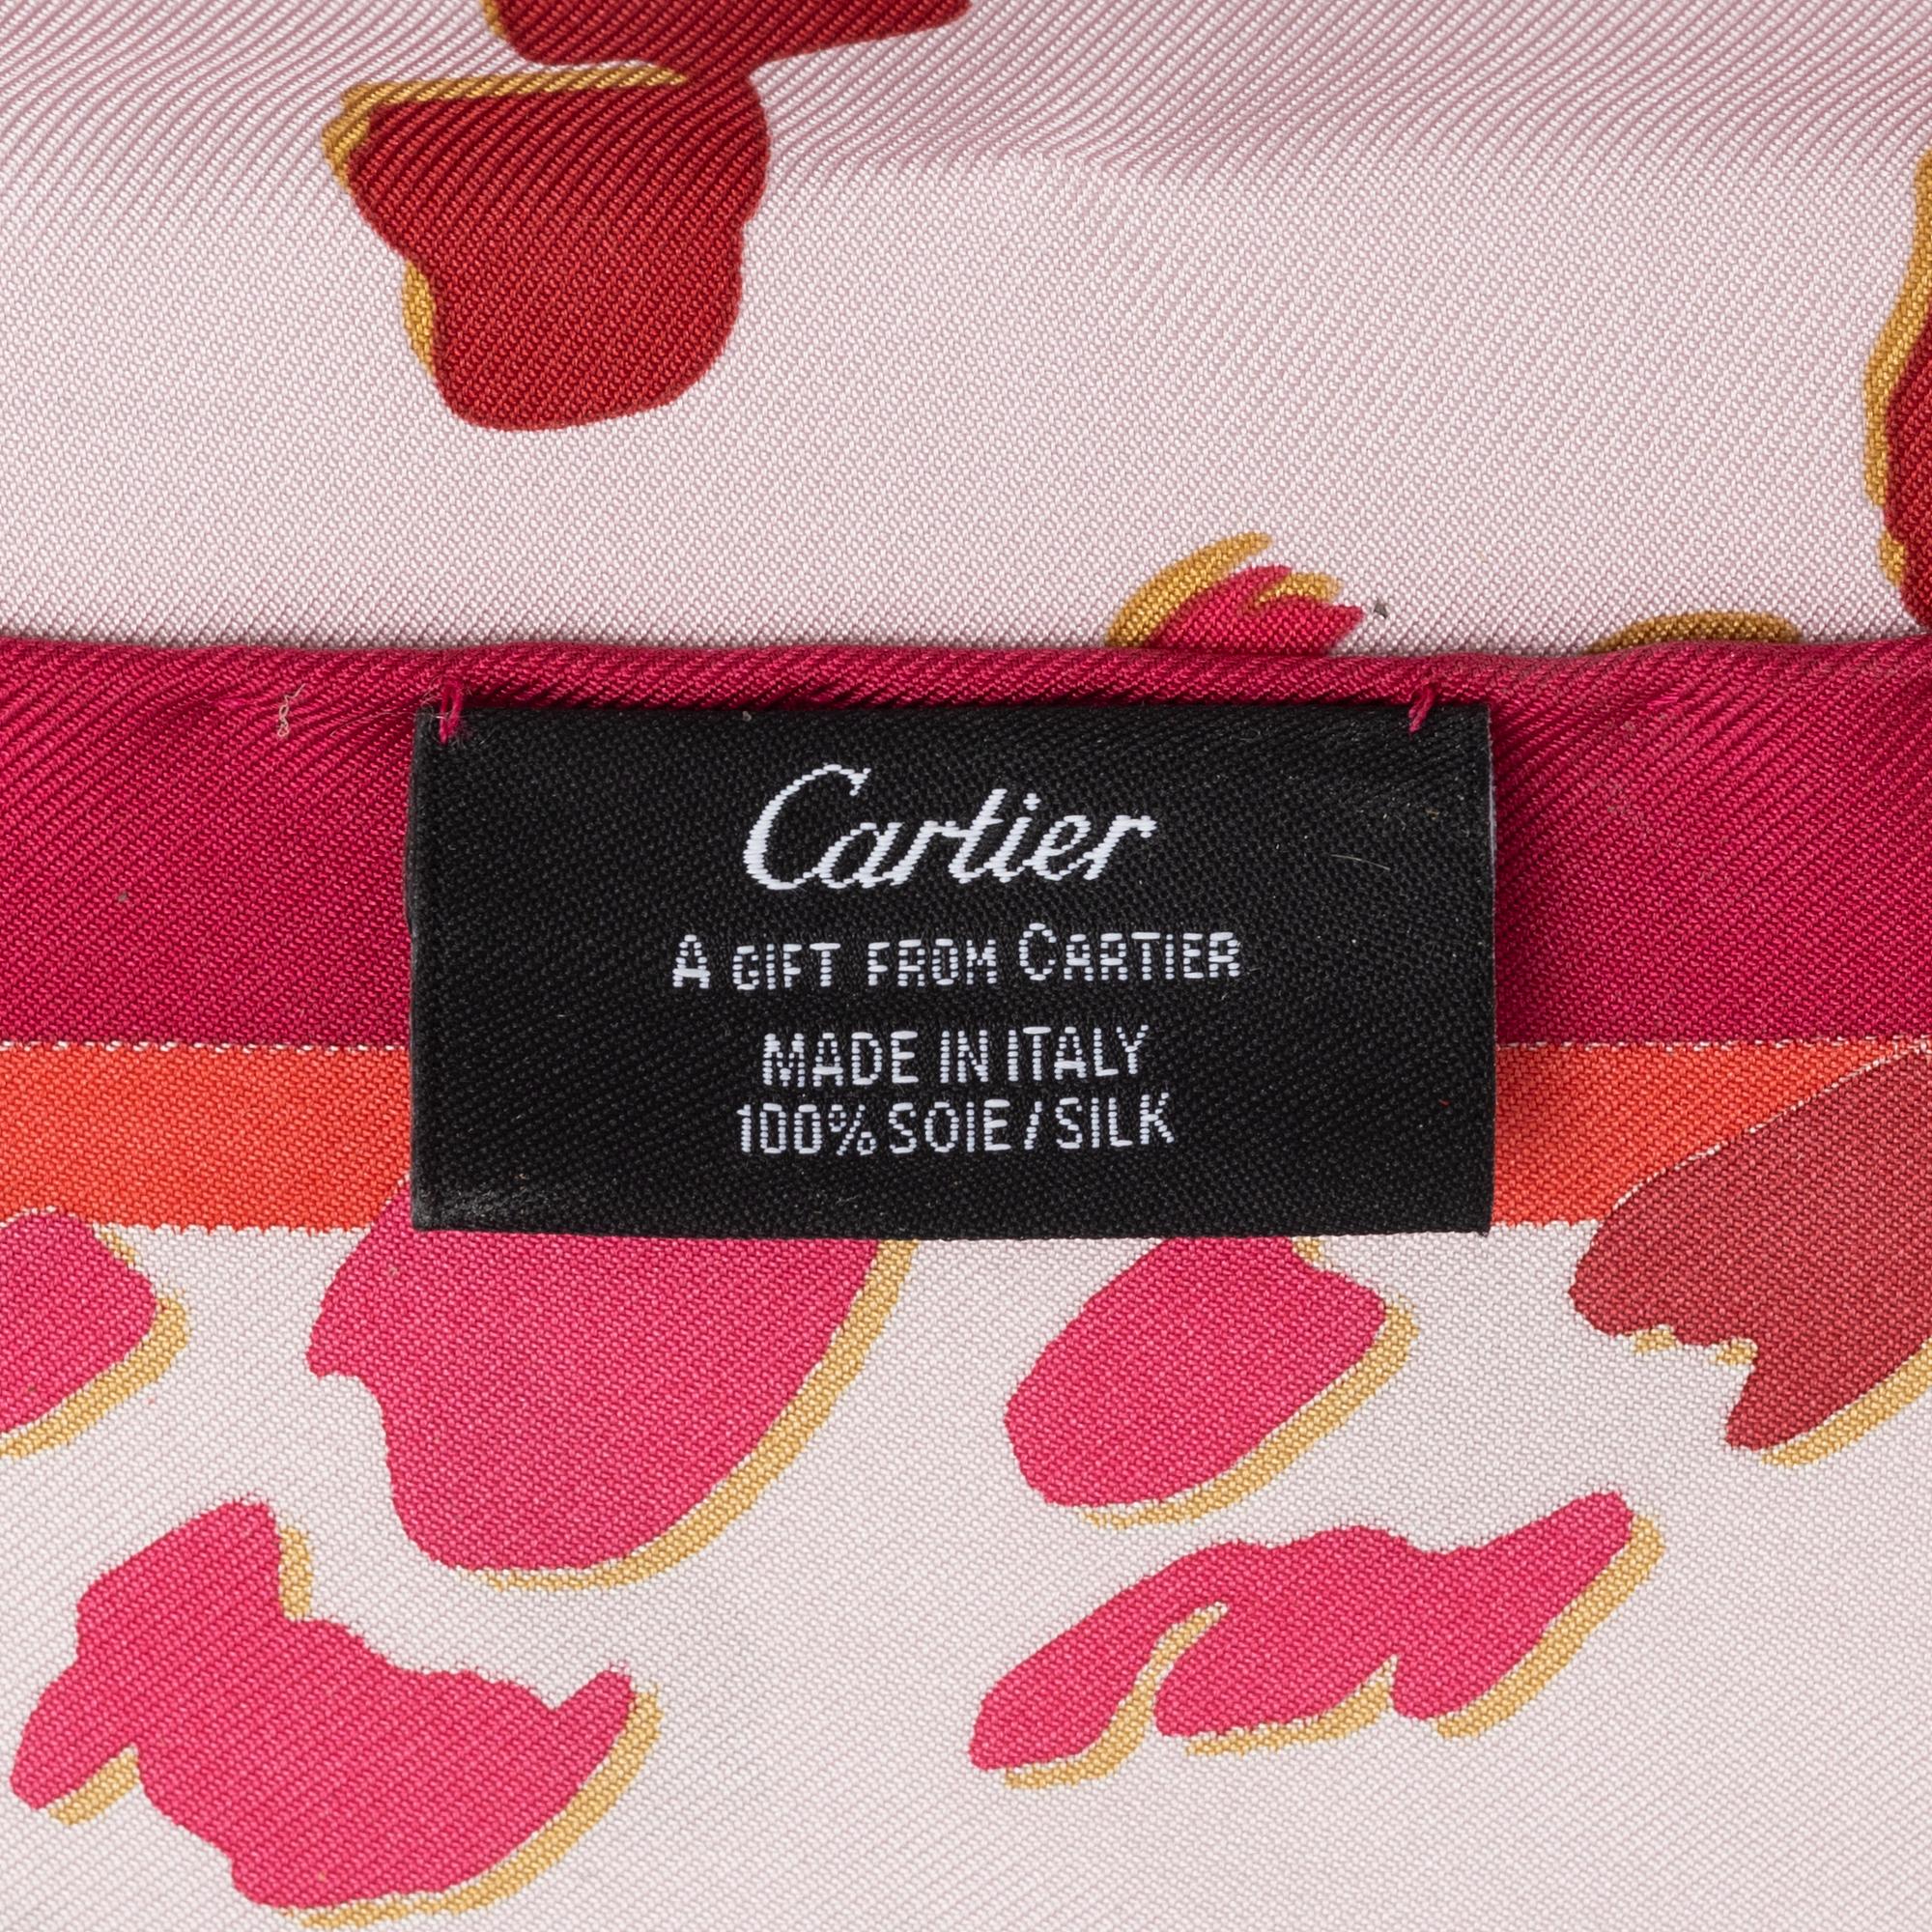 Cartier
A GIFT FROM CARTIER
MADE IN ITALY
100% SOIE/SILK